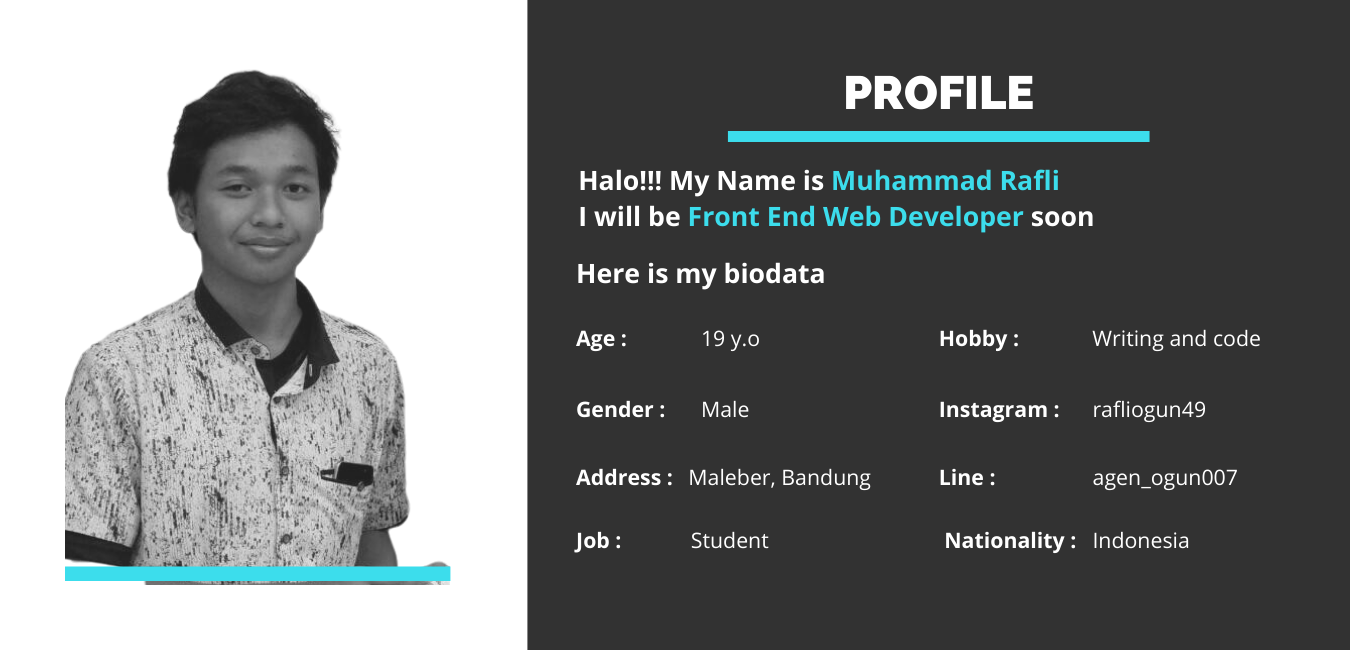 PROFILE
Halo!!! My Name is Muhammad Rafli
I will be Front End Web Developer soon
Here is my biodata
Age : 19 y.o
Hobby : Writing and code
Gender : Male
Instagram : rafliogun49
Address : Maleber, Bandung
Line : agen_ogun007
Job : Student
Nationality : Indonesia